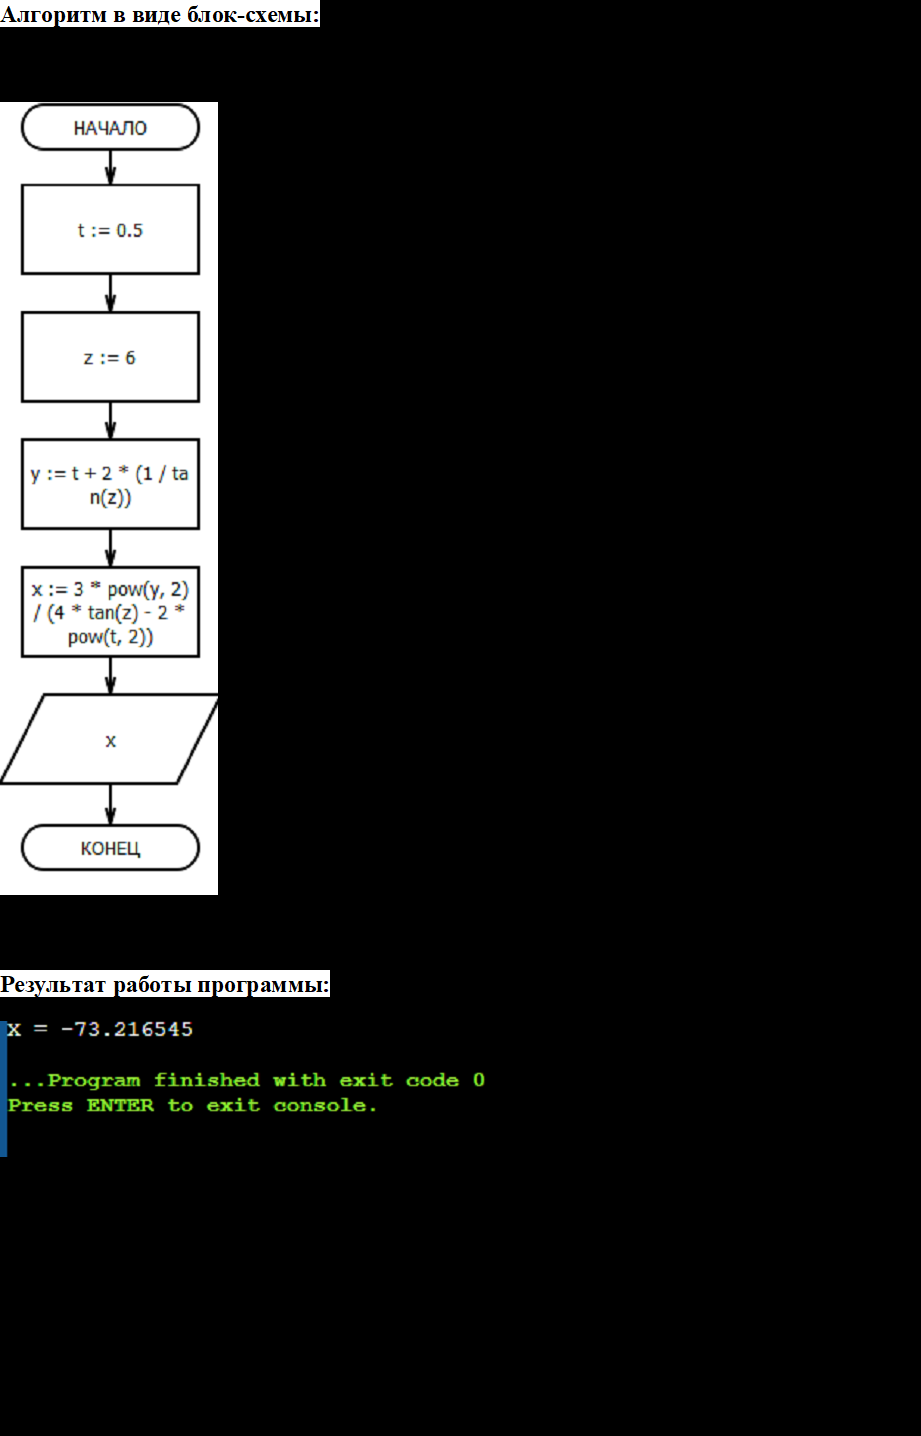 Алгоритм в виде блок-схемы:
НАЧАЛО
t := 0.5
z := 6
y := t + 2 * (1 / ta
n(z))
x := 3 * pow(y, 2)
/ (4 * tan(z) - 2 *
pow(t, 2))
x
КОНЕЦ
Результат работы программы:
x = -73.216545
...Program finished with exit code 0
Press ENTER to exit console.